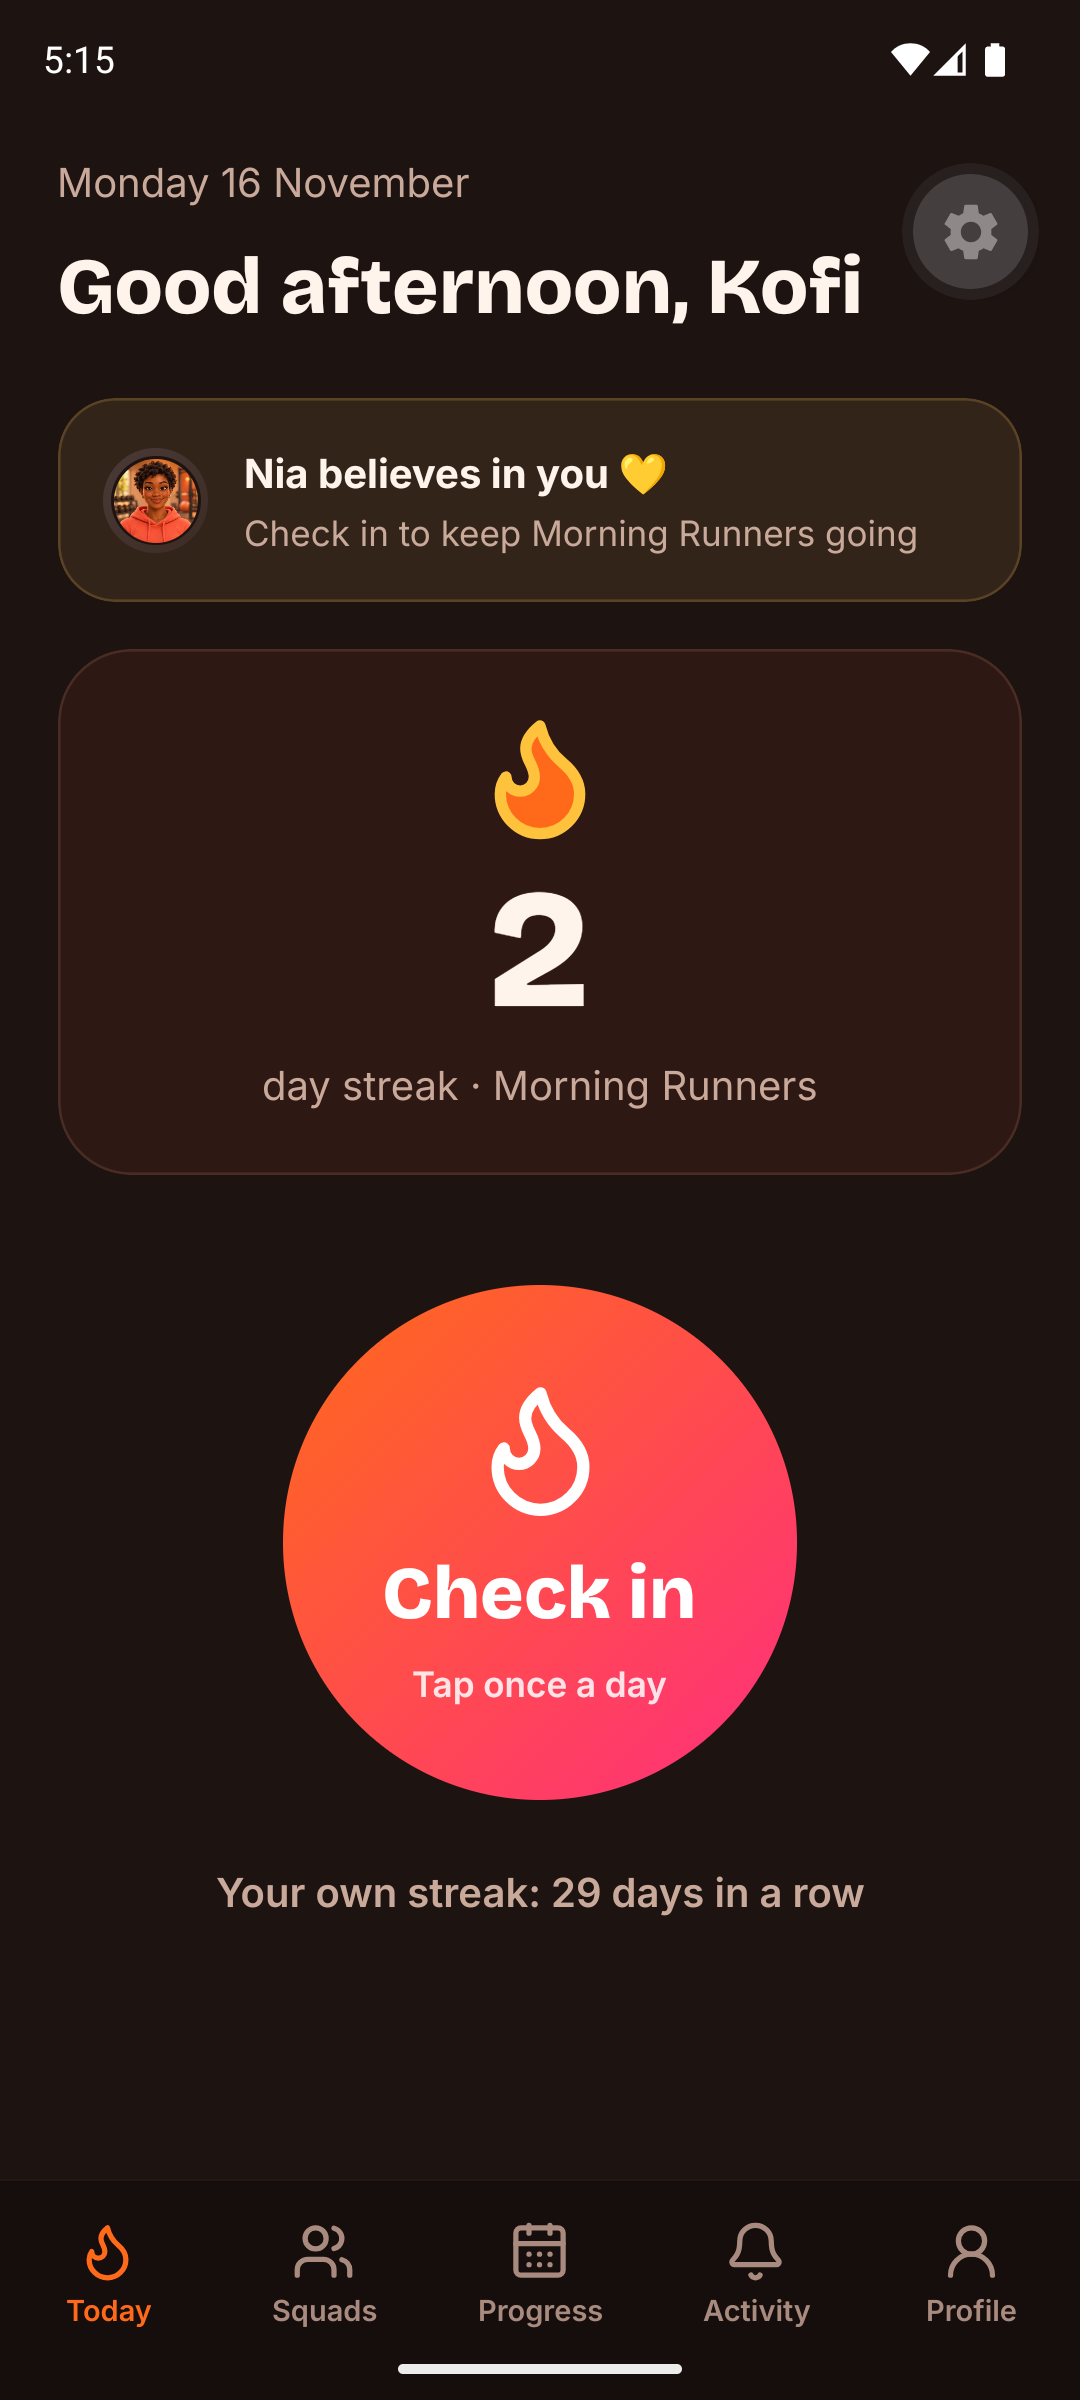 5:15
Monday 16 November
Good afternoon, Kofi
Nia believes in you 💛
Check in to keep Morning Runners going
2
day streak · Morning Runners
Check in
Tap once a day
Your own streak: 29 days in a row
Today
Squads
Progress
Activity
Profile